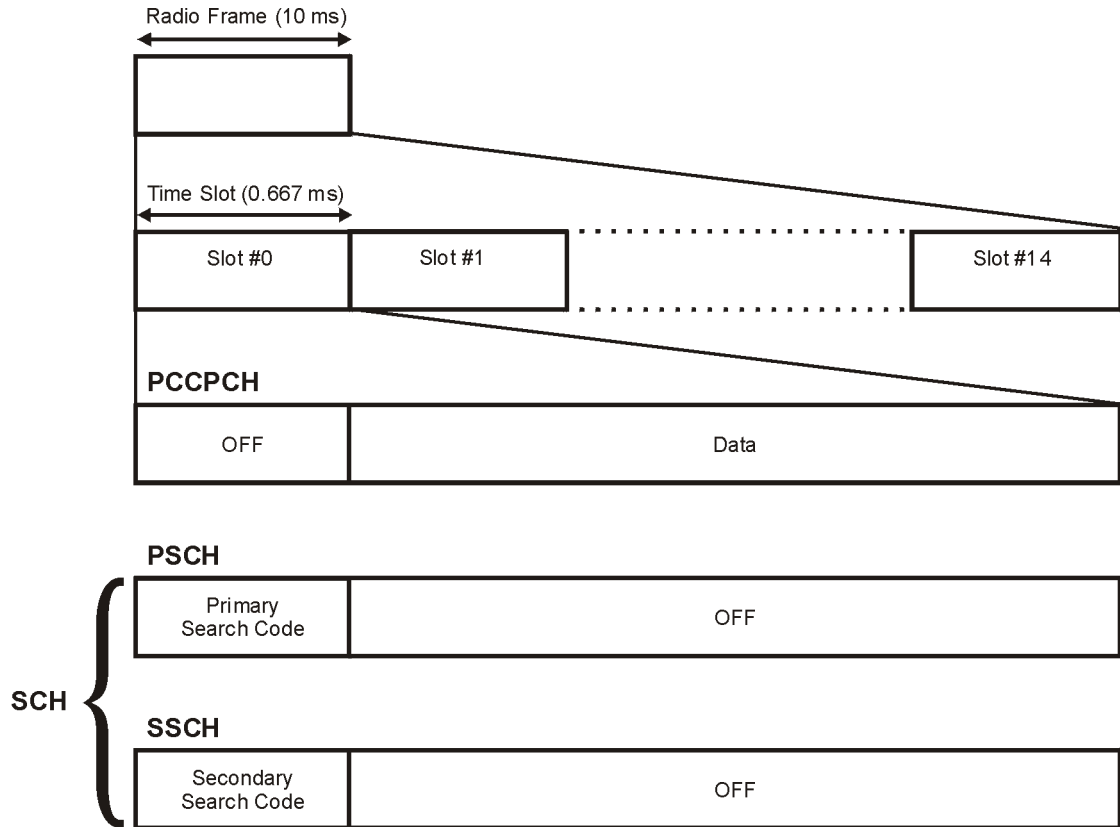 Radio Frame (10 ms)
Time Slot (0.667 ms)
Slot #0
Slot #1
Slot #14
PCCPCH
OFF
Data
PSCH
Primary
Search Code
OFF
SCH
SSCH
Secondary
Search Code
OFF